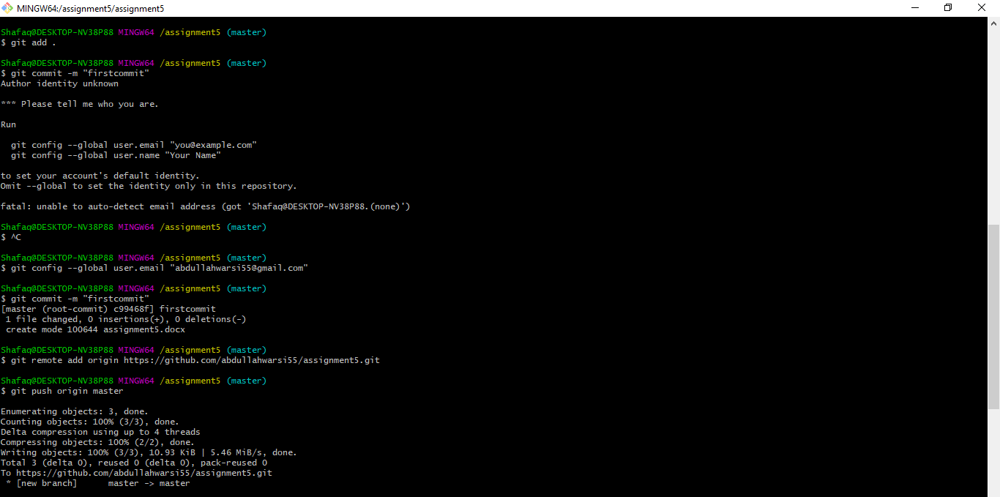 MINGW64:/assignment5/assignment5
Shafaq@DESKTOP-NV38P88 MINGW64 /assignment5 (master)
$ git add .
Shafaq@DESKTOP-NV38P88 MINGW64 /assignment5 (master)
$ git commit -m "firstcommit"
Author identity unknown
*** Please tell me who you are.
Run
git config --global user.email "you@example.com"
git config --global user.name "Your Name"
to set your account's default identity.
Omit --global to set the identity only in this repository.
fatal: unable to auto-detect email address (got 'Shafaq@DESKTOP-NV38P88.(none)')
Shafaq@DESKTOP-NV38P88 MINGW64 /assignment5 (master)
$ ^C
Shafaq@DESKTOP-NV38P88 MINGW64 /assignment5 (master)
$ git config --global user.email "abdullahwarsi55@gmail.com"
Shafaq@DESKTOP-NV38P88 MINGW64 /assignment5 (master)
$ git commit -m "firstcommit"
[master (root-commit) c99468f] firstcommit
1 file changed, 0 insertions(+), 0 deletions(-)
create mode 100644 assignment5.docx
Shafaq@DESKTOP-NV38P88 MINGW64 /assignment5 (master)
$ git remote add origin https://github.com/abdullahwarsi55/assignment5.git
Shafaq@DESKTOP-NV38P88 MINGW64 /assignment5 (master)
$ git push origin master
Enumerating objects: 3, done.
Counting objects: 100% (3/3), done.
Delta compression using up to 4 threads
Compressing objects: 100% (2/2), done.
Writing objects: 100% (3/3), 10.93 KiB | 5.46 MiB/s, done.
Total 3 (delta 0), reused 0 (delta 0), pack-reused 0
To https://github.com/abdullahwarsi55/assignment5.git
* [new branch]      master -> master